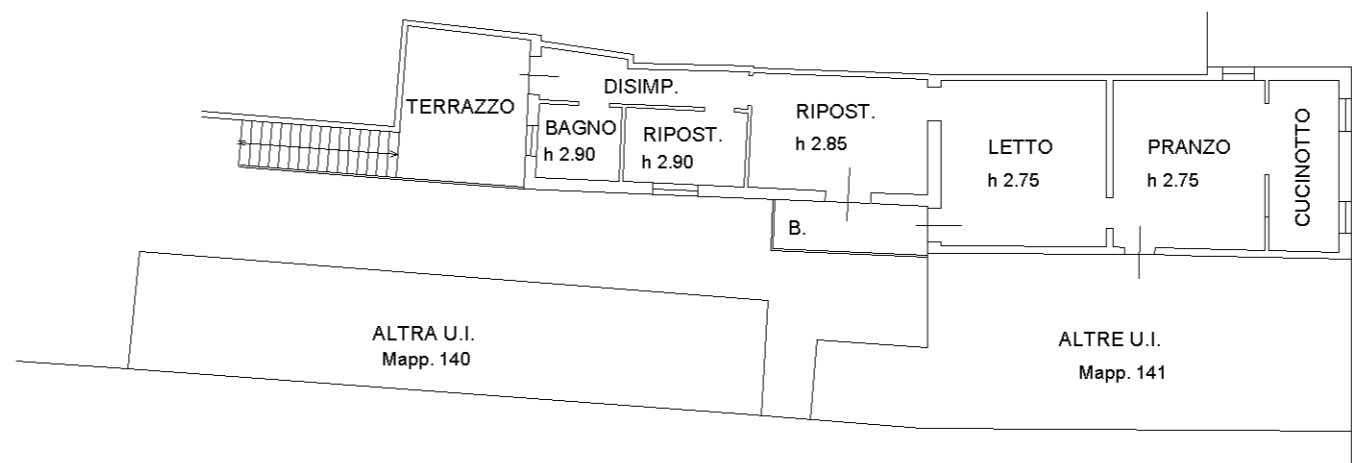 TERRAZZO
DISIMP.
BAGNO
h 2.90
RIPOST.
h 2.90
RIPOST.
h 2.85
LETTO
h 2.75
PRANZO
h 2.75
CUCINOTTO
B.
ALTRA U.I.
Mapp. 140
ALTRE U.I.
Mapp. 141